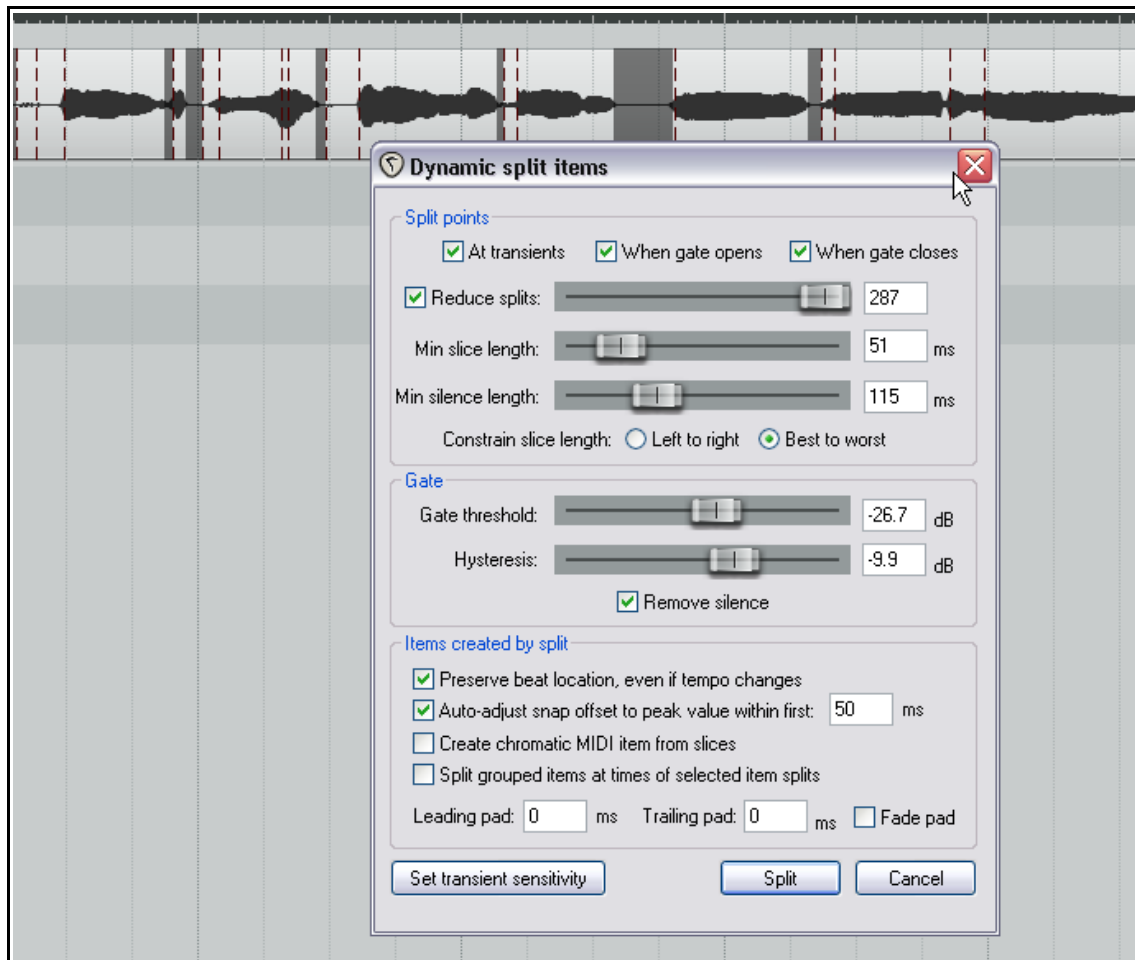 Dynamic split items
Split points
At transients When gate opens When gate closes
Reduce splits: 287
Min slice length: 51 ms
Min silence length: 115 ms
Constrain slice length: Left to right Best to worst
Gate
Gate threshold: -26.7 dB
Hysteresis: -9.9 dB
Remove silence
Items created by split
Preserve beat location, even if tempo changes
Auto-adjust snap offset to peak value within first: 50 ms
Create chromatic MIDI item from slices
Split grouped items at times of selected item splits
Leading pad: 0 ms Trailing pad: 0 ms Fade pad
Set transient sensitivity Split Cancel